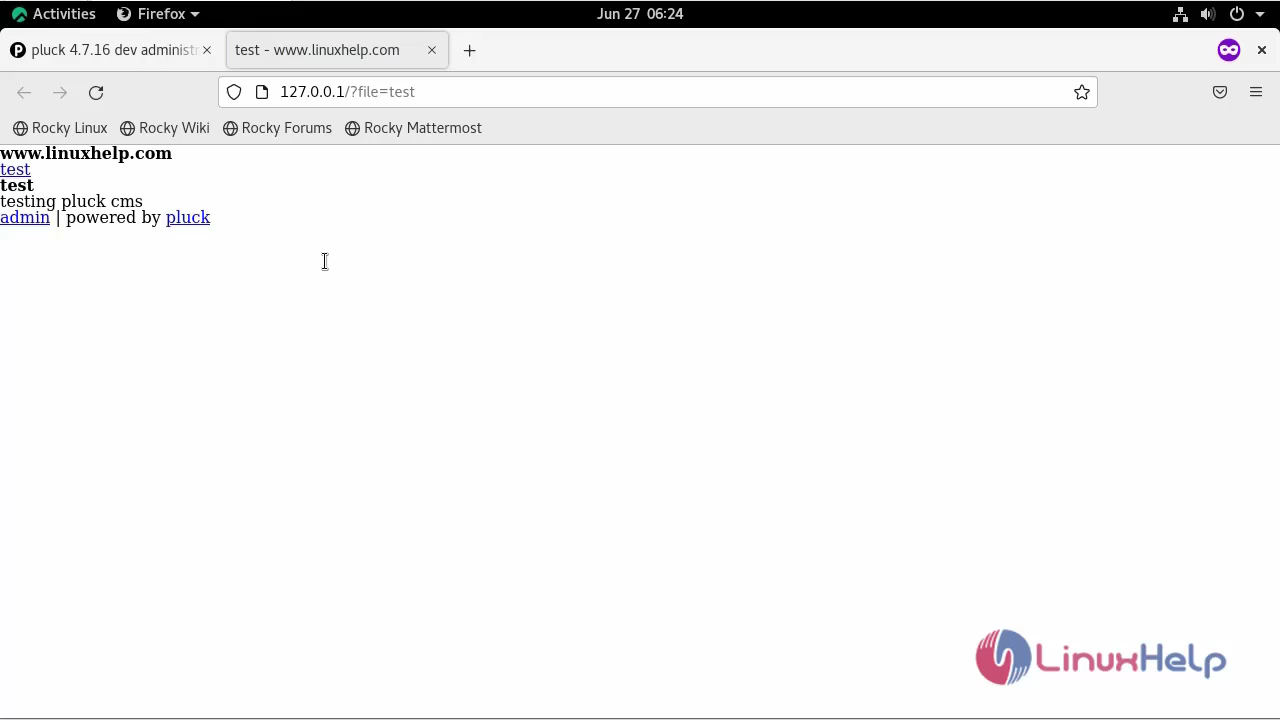 Activities Firefox Jun 27 06:24
pluck 4.7.16 dev administr test - www.linuxhelp.com
127.0.0.1/?file=test
Rocky Linux Rocky Wiki Rocky Forums Rocky Mattermost
www.linuxhelp.com
test
test
testing pluck cms
admin | powered by pluck
LinuxHelp